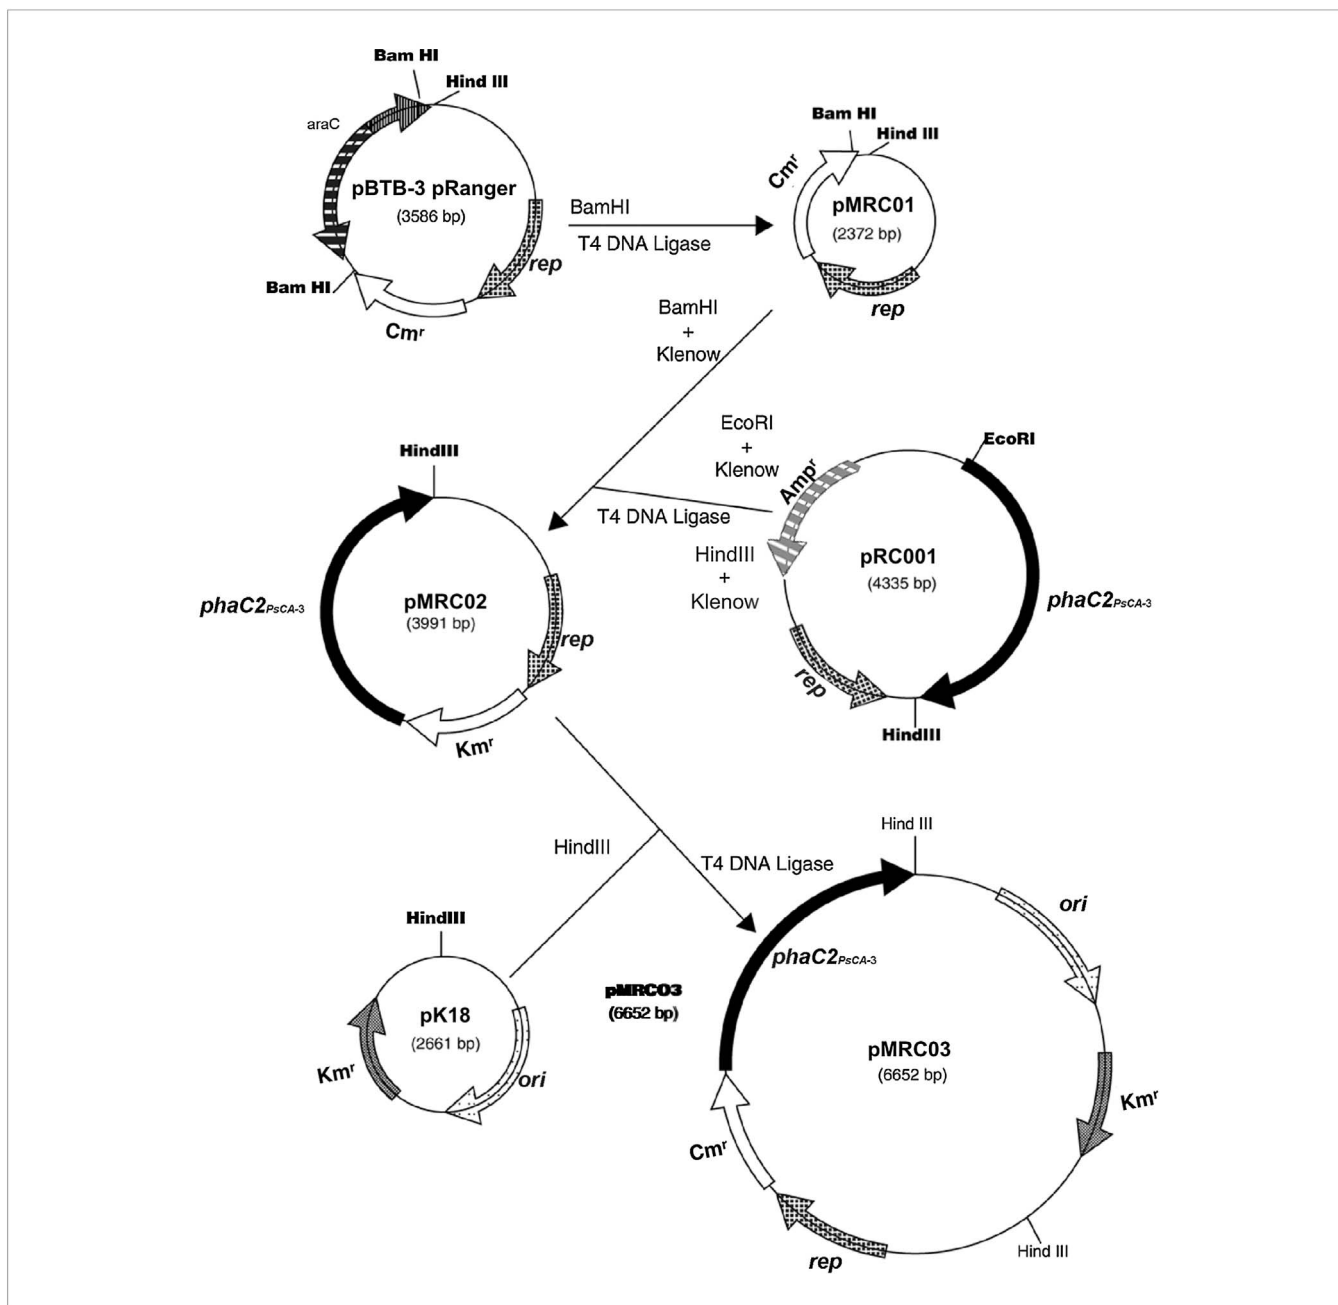 Bam HI
Hind III
araC
pBTB-3 pRanger
(3586 bp)
rep
Bam HI
Cmʳ
BamHI
T4 DNA Ligase
Bam HI
Hind III
Cmʳ
pMRC01
(2372 bp)
rep
BamHI
+
Klenow
EcoRI
+
Klenow
T4 DNA Ligase
HindIII
+
Klenow
EcoRI
Ampʳ
pRC001
(4335 bp)
phaC2PsCA-3
rep
HindIII
HindIII
phaC2PsCA-3
pMRC02
(3991 bp)
rep
Kmʳ
HindIII
T4 DNA Ligase
HindIII
pK18
(2661 bp)
Kmʳ
ori
pMRCO3
(6652 bp)
Hind III
ori
phaC2PsCA-3
pMRC03
(6652 bp)
Kmʳ
Cmʳ
rep
Hind III